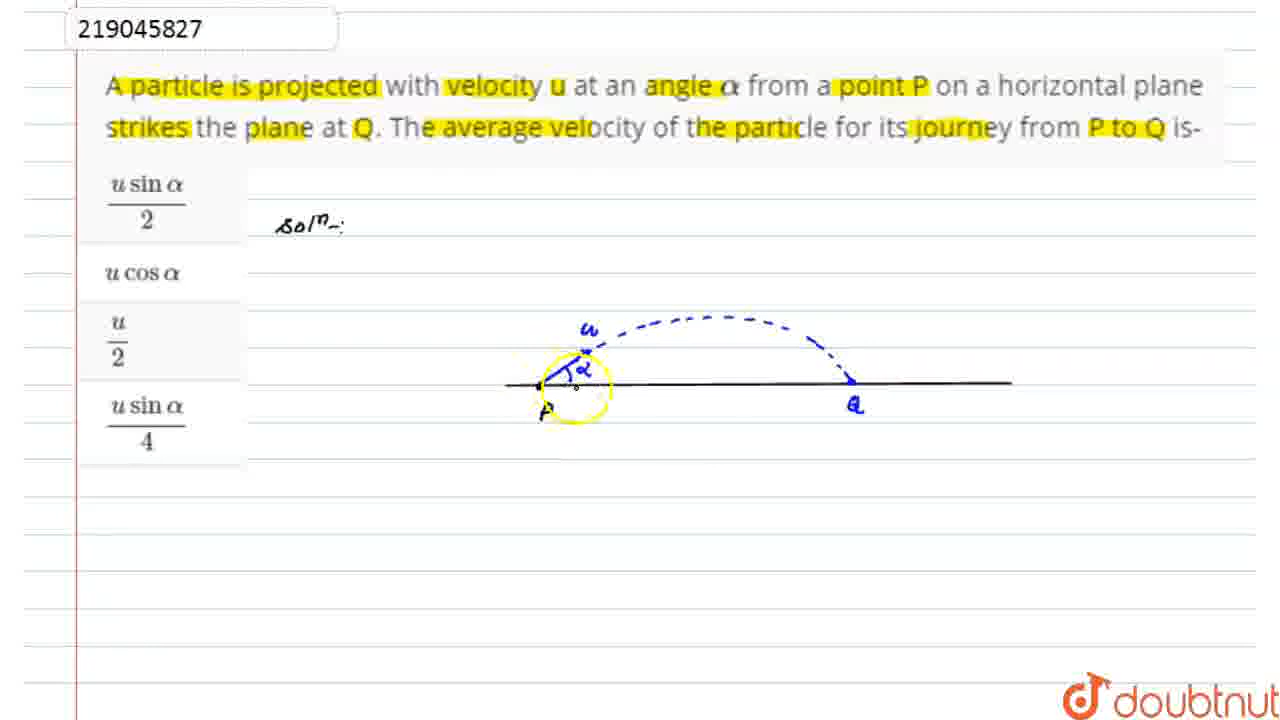 219045827
A particle is projected with velocity u at an angle α from a point P on a horizontal plane
strikes the plane at Q. The average velocity of the particle for its journey from P to Q is-
u sin α
2
solⁿ-:
u cos α
u
2
u
α
P
Q
u sin α
4
doubtnut